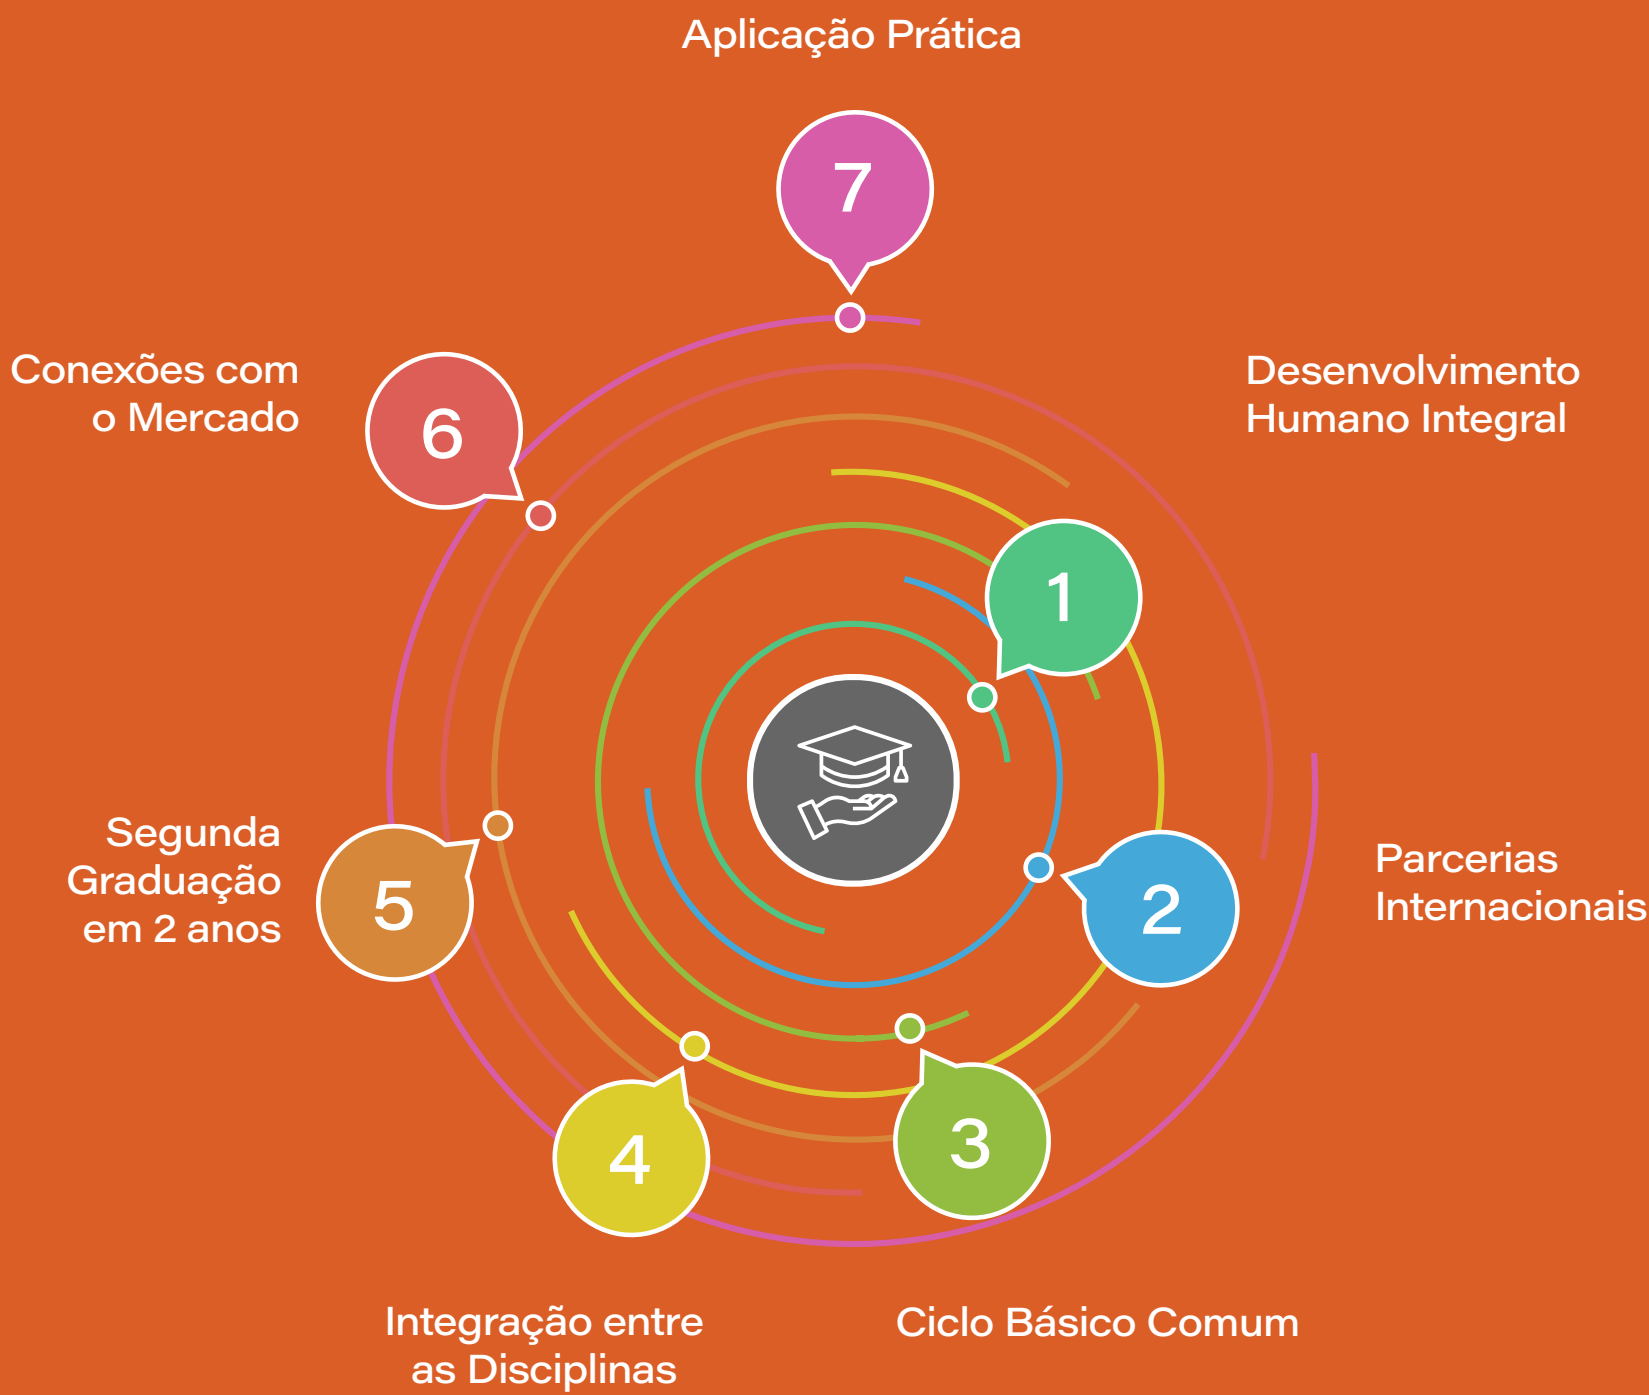 Aplicação Prática
7
Conexões com
o Mercado
6
Desenvolvimento
Humano Integral
1
Segunda
Graduação
em 2 anos
5
Parcerias
Internacionais
2
4
3
Integração entre
as Disciplinas
Ciclo Básico Comum